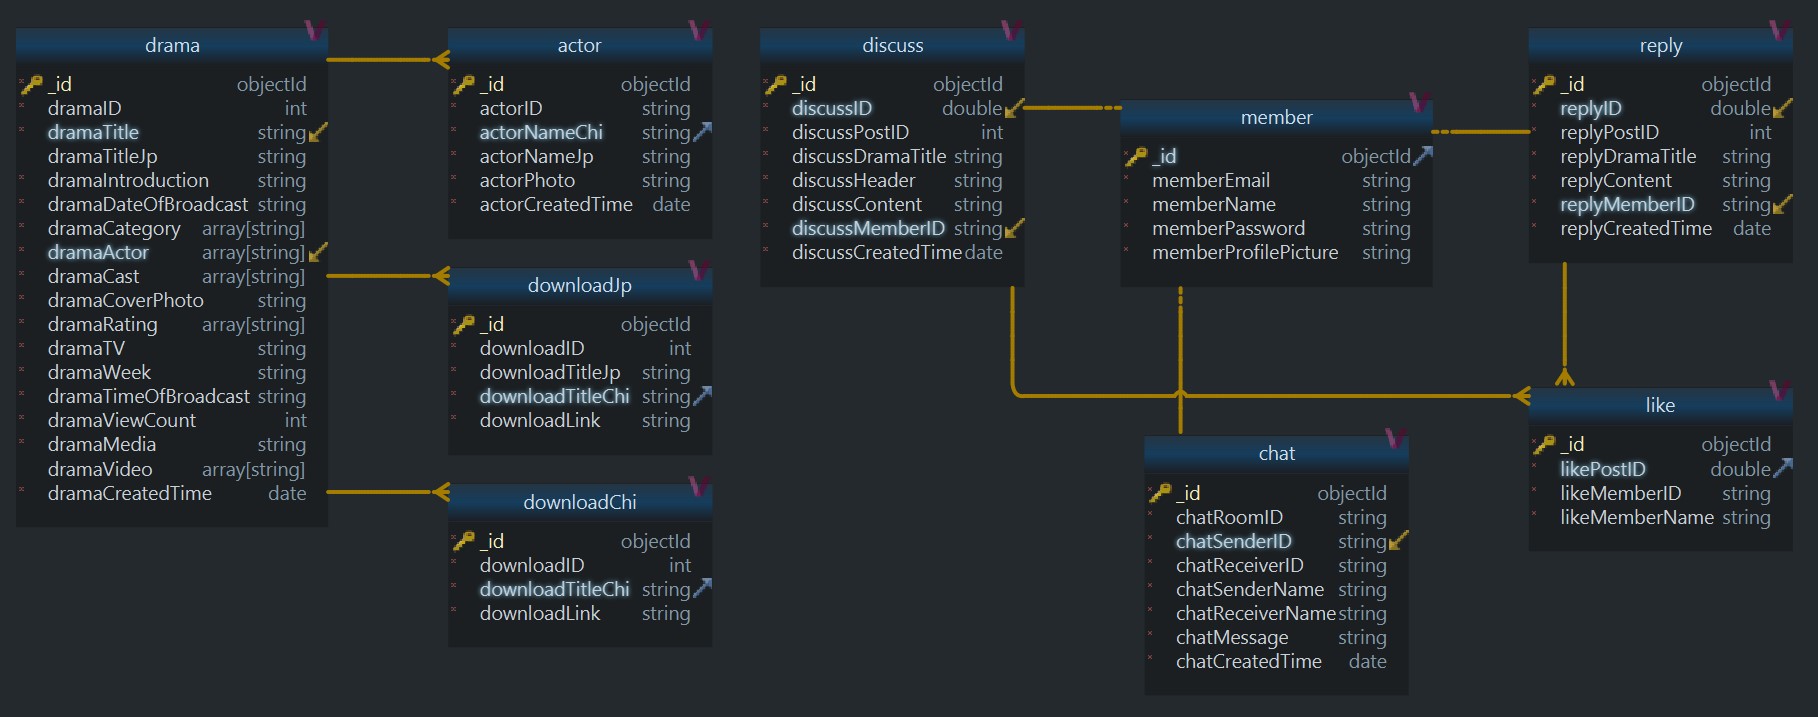 drama
_id objectId
dramaID int
dramaTitle string
dramaTitleJp string
dramaIntroduction string
dramaDateOfBroadcast string
dramaCategory array[string]
dramaActor array[string]
dramaCast array[string]
dramaCoverPhoto string
dramaRating array[string]
dramaTV string
dramaWeek string
dramaTimeOfBroadcast string
dramaViewCount int
dramaMedia string
dramaVideo array[string]
dramaCreatedTime date
actor
_id objectId
actorID string
actorNameChi string
actorNameJp string
actorPhoto string
actorCreatedTime date
downloadJp
_id objectId
downloadID int
downloadTitleJp string
downloadTitleChi string
downloadLink string
downloadChi
_id objectId
downloadID int
downloadTitleChi string
downloadLink string
discuss
_id objectId
discussID double
discussPostID int
discussDramaTitle string
discussHeader string
discussContent string
discussMemberID string
discussCreatedTime date
member
_id objectId
memberEmail string
memberName string
memberPassword string
memberProfilePicture string
chat
_id objectId
chatRoomID string
chatSenderID string
chatReceiverID string
chatSenderName string
chatReceiverName string
chatMessage string
chatCreatedTime date
reply
_id objectId
replyID double
replyPostID int
replyDramaTitle string
replyContent string
replyMemberID string
replyCreatedTime date
like
_id objectId
likePostID double
likeMemberID string
likeMemberName string